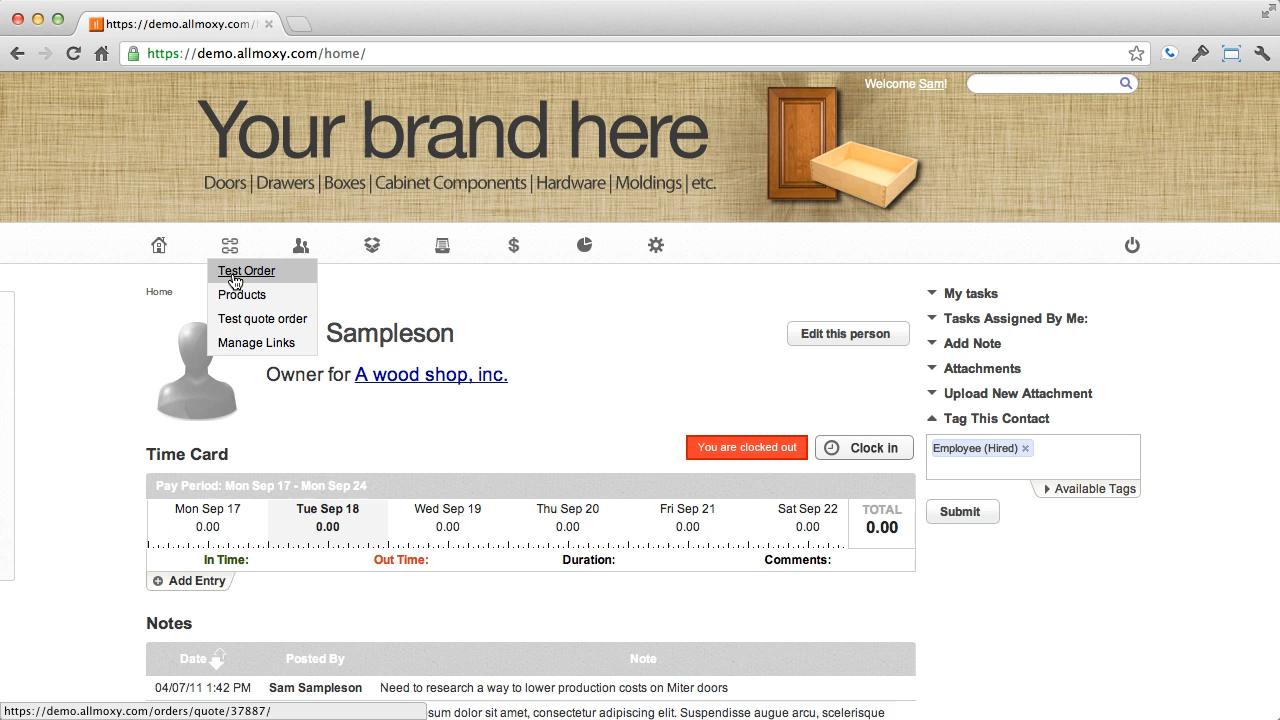 https://demo.allmoxy.com/
https://demo.allmoxy.com/home/
Welcome Sam!
Your brand here
Doors | Drawers | Boxes | Cabinet Components | Hardware | Moldings | etc.
Test Order
Products
Test quote order
Manage Links
Home
Sampleson
Edit this person
Owner for A wood shop, inc.
My tasks
Tasks Assigned By Me:
Add Note
Attachments
Upload New Attachment
Tag This Contact
Employee (Hired) ×
Available Tags
Submit
Time Card
You are clocked out
Clock in
Pay Period: Mon Sep 17 - Mon Sep 24
Mon Sep 17 Tue Sep 18 Wed Sep 19 Thu Sep 20 Fri Sep 21 Sat Sep 22 TOTAL
0.00 0.00 0.00 0.00 0.00 0.00 0.00
In Time: Out Time: Duration: Comments:
Add Entry
Notes
Date Posted By Note
04/07/11 1:42 PM Sam Sampleson Need to research a way to lower production costs on Miter doors
https://demo.allmoxy.com/orders/quote/37887/
sum dolor sit amet, consectetur adipiscing elit. Suspendisse augue arcu, scelerisque